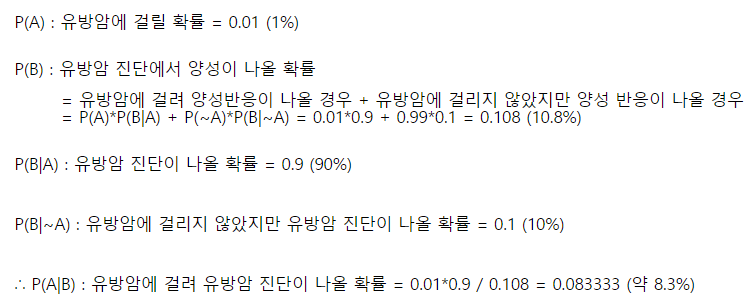 P(A) : 유방암에 걸릴 확률 = 0.01 (1%)
P(B) : 유방암 진단에서 양성이 나올 확률
= 유방암에 걸려 양성반응이 나올 경우 + 유방암에 걸리지 않았지만 양성 반응이 나올 경우
= P(A)*P(B|A) + P(~A)*P(B|~A) = 0.01*0.9 + 0.99*0.1 = 0.108 (10.8%)
P(B|A) : 유방암 진단이 나올 확률 = 0.9 (90%)
P(B|~A) : 유방암에 걸리지 않았지만 유방암 진단이 나올 확률 = 0.1 (10%)
∴ P(A|B) : 유방암에 걸려 유방암 진단이 나올 확률 = 0.01*0.9 / 0.108 = 0.083333 (약 8.3%)